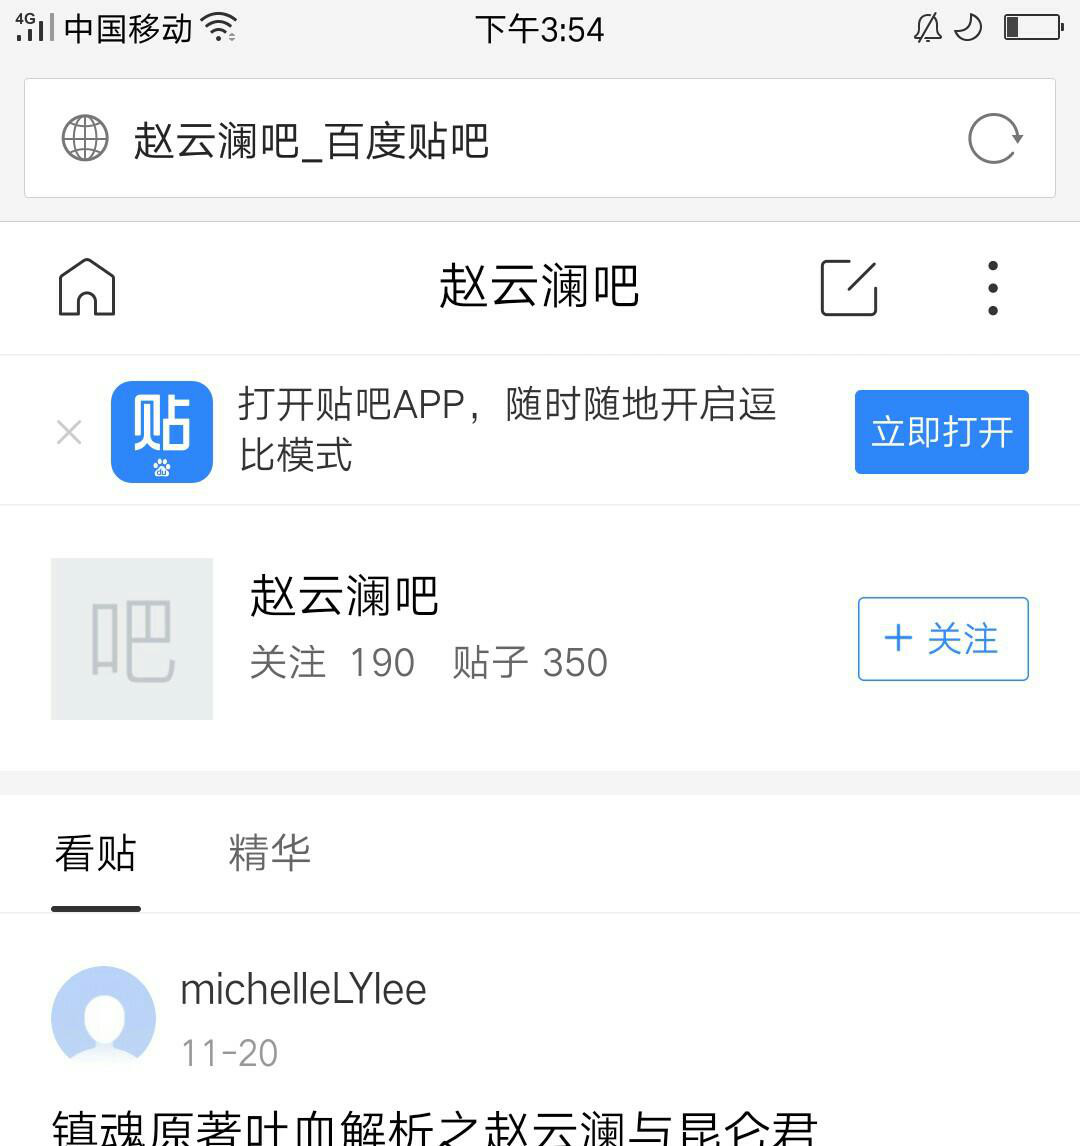 4G 中国移动 下午3:54
赵云澜吧_百度贴吧
赵云澜吧
贴
du
打开贴吧APP，随时随地开启逗
比模式
立即打开
吧
赵云澜吧
关注 190 贴子 350
+ 关注
看贴 精华
michelleLYlee
11-20
镇魂原著吐血解析之赵云澜与昆仑君